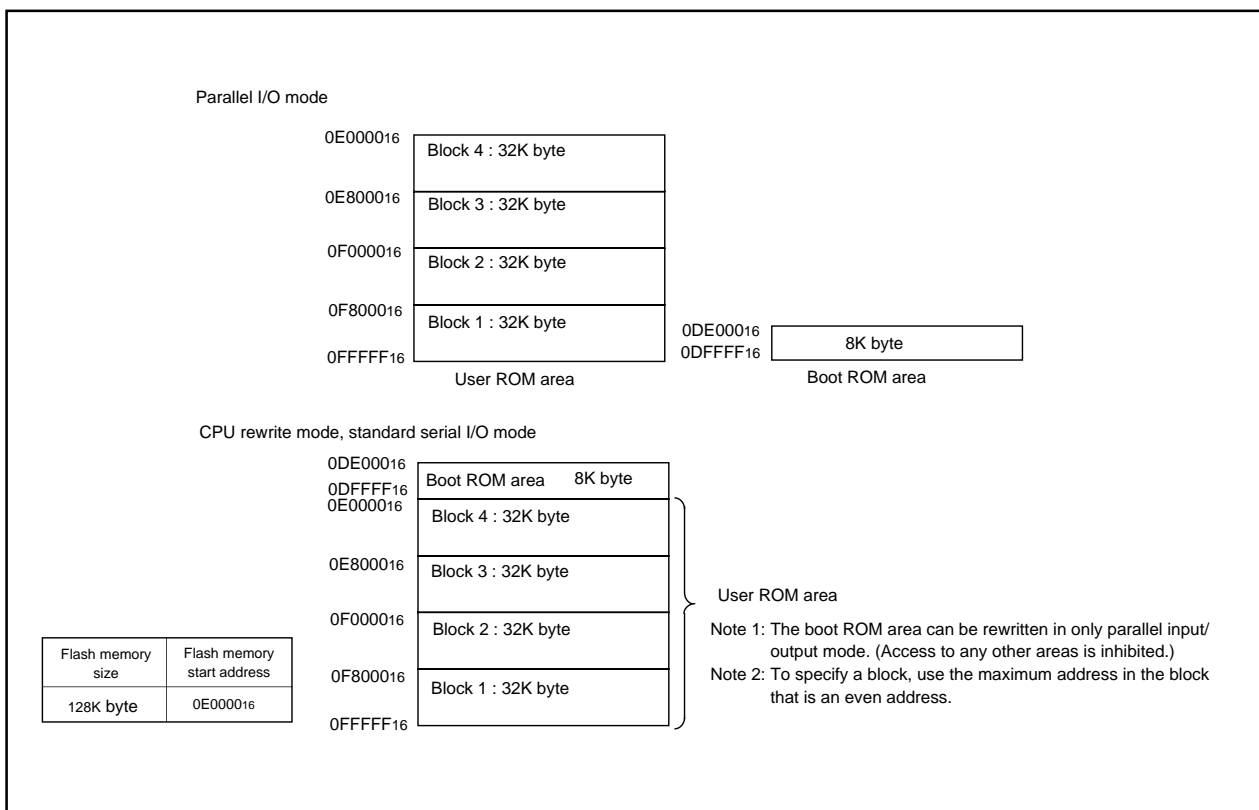 Parallel I/O mode
0E000016
Block 4 : 32K byte
0E800016
Block 3 : 32K byte
0F000016
Block 2 : 32K byte
0F800016
Block 1 : 32K byte
0FFFFF16
User ROM area
0DE00016
0DFFFF16
8K byte
Boot ROM area
CPU rewrite mode, standard serial I/O mode
0DE00016
0DFFFF16
Boot ROM area 8K byte
0E000016
Block 4 : 32K byte
0E800016
Block 3 : 32K byte
0F000016
Block 2 : 32K byte
0F800016
Block 1 : 32K byte
0FFFFF16
User ROM area
Note 1: The boot ROM area can be rewritten in only parallel input/
output mode. (Access to any other areas is inhibited.)
Note 2: To specify a block, use the maximum address in the block
that is an even address.
Flash memory
size
Flash memory
start address
128K byte
0E000016